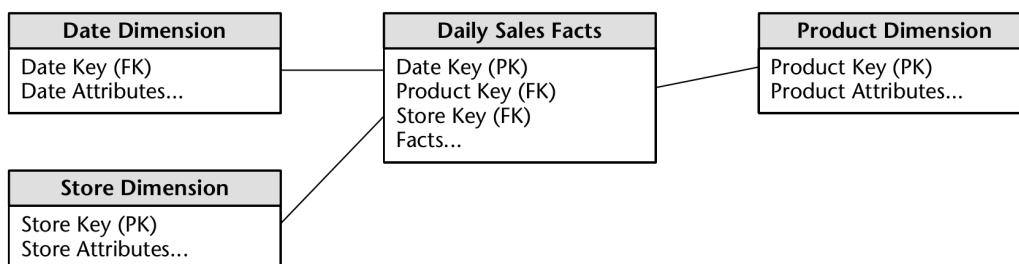 Date Dimension
Date Key (FK)
Date Attributes...
Daily Sales Facts
Date Key (PK)
Product Key (FK)
Store Key (FK)
Facts...
Product Dimension
Product Key (PK)
Product Attributes...
Store Dimension
Store Key (PK)
Store Attributes...